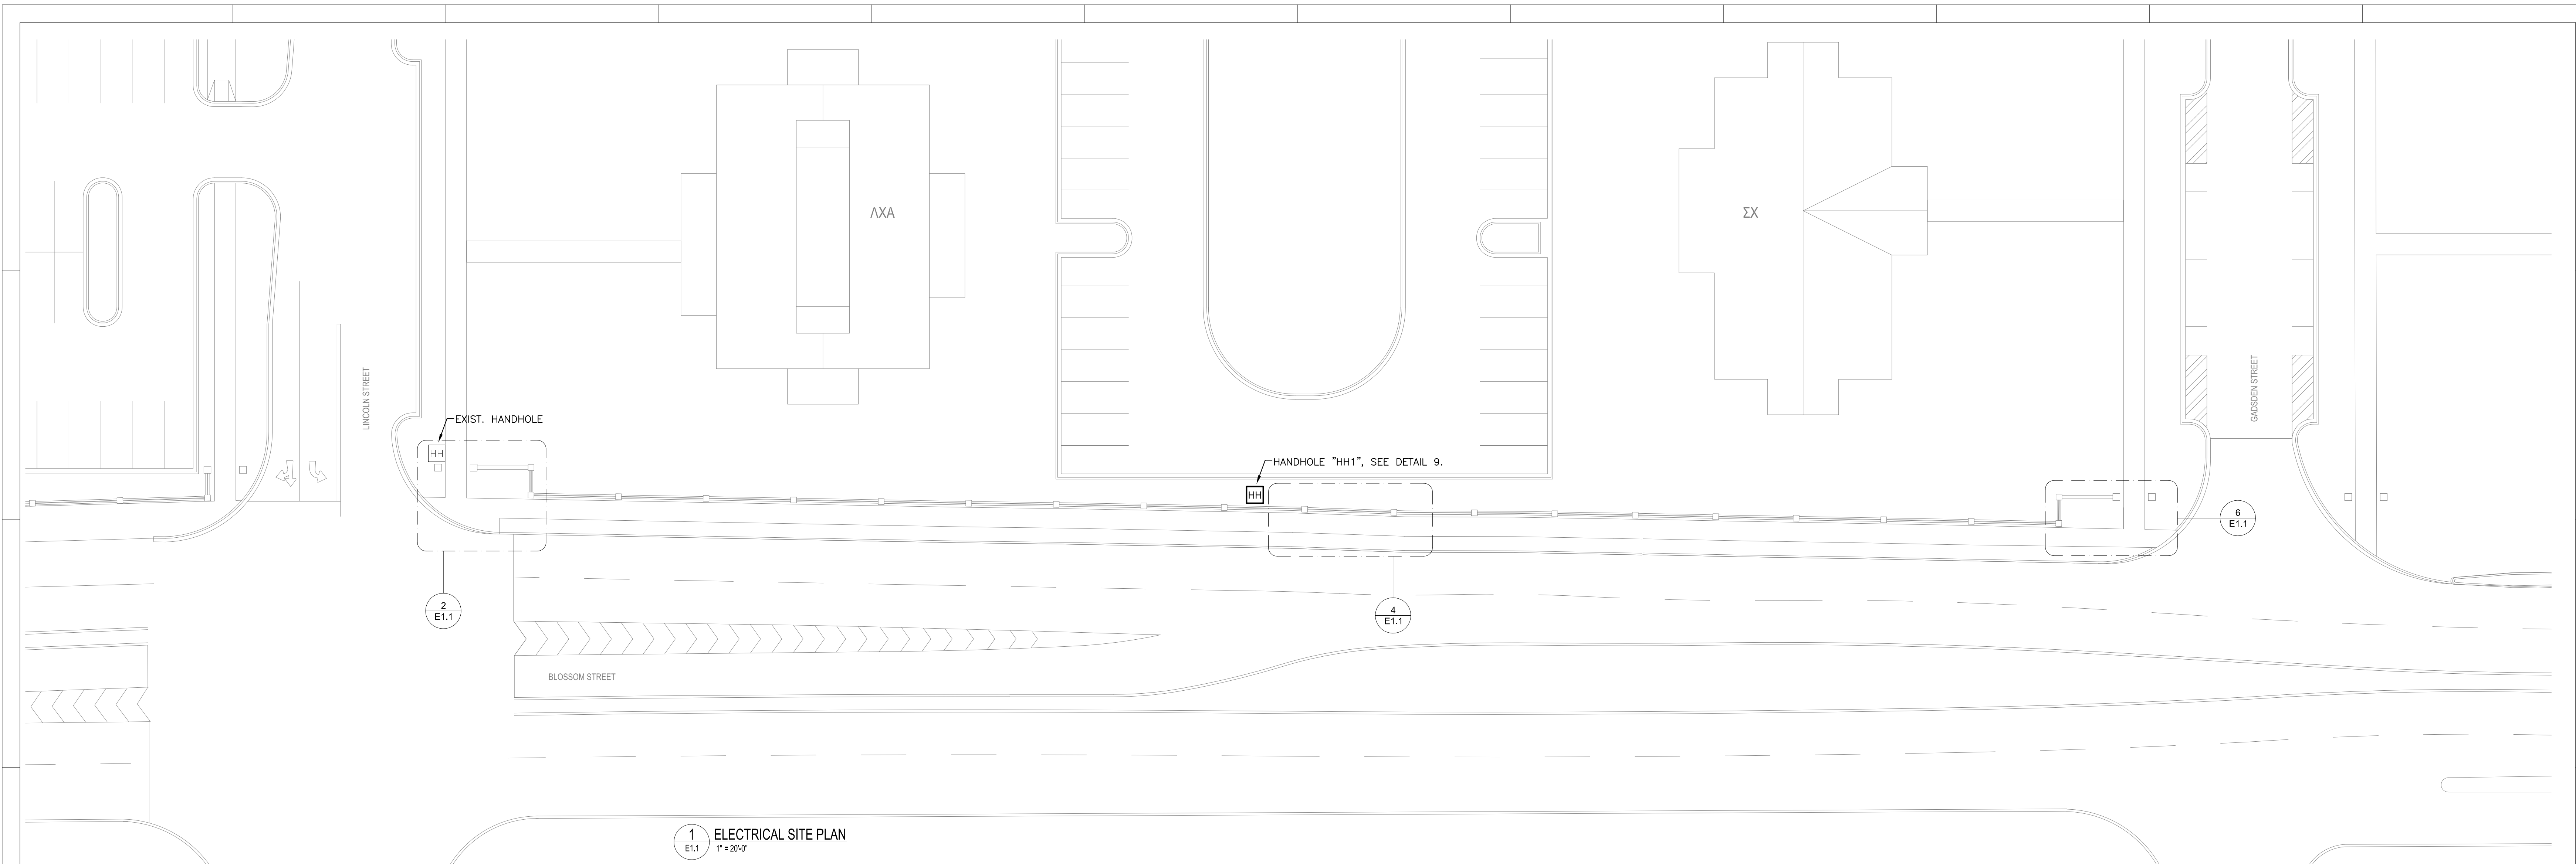 ΛΧΑ
ΣΧ
LINCOLN STREET
GADSDEN STREET
EXIST. HANDHOLE
HH
HANDHOLE "HH1", SEE DETAIL 9.
HH
6
E1.1
2
E1.1
4
E1.1
BLOSSOM STREET
1
E1.1
ELECTRICAL SITE PLAN
1" = 20'-0"